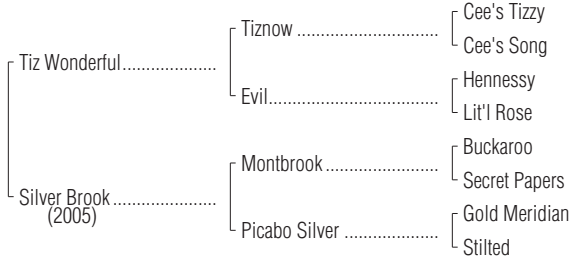 Cee's Tizzy
Tiznow ........................................
Cee's Song
Tiz Wonderful.....................
Hennessy
Evil................................................
Lit'l Rose
Buckaroo
Montbrook ................................
Secret Papers
Silver Brook .......................
(2005)
Gold Meridian
Picabo Silver ...........................
Stilted